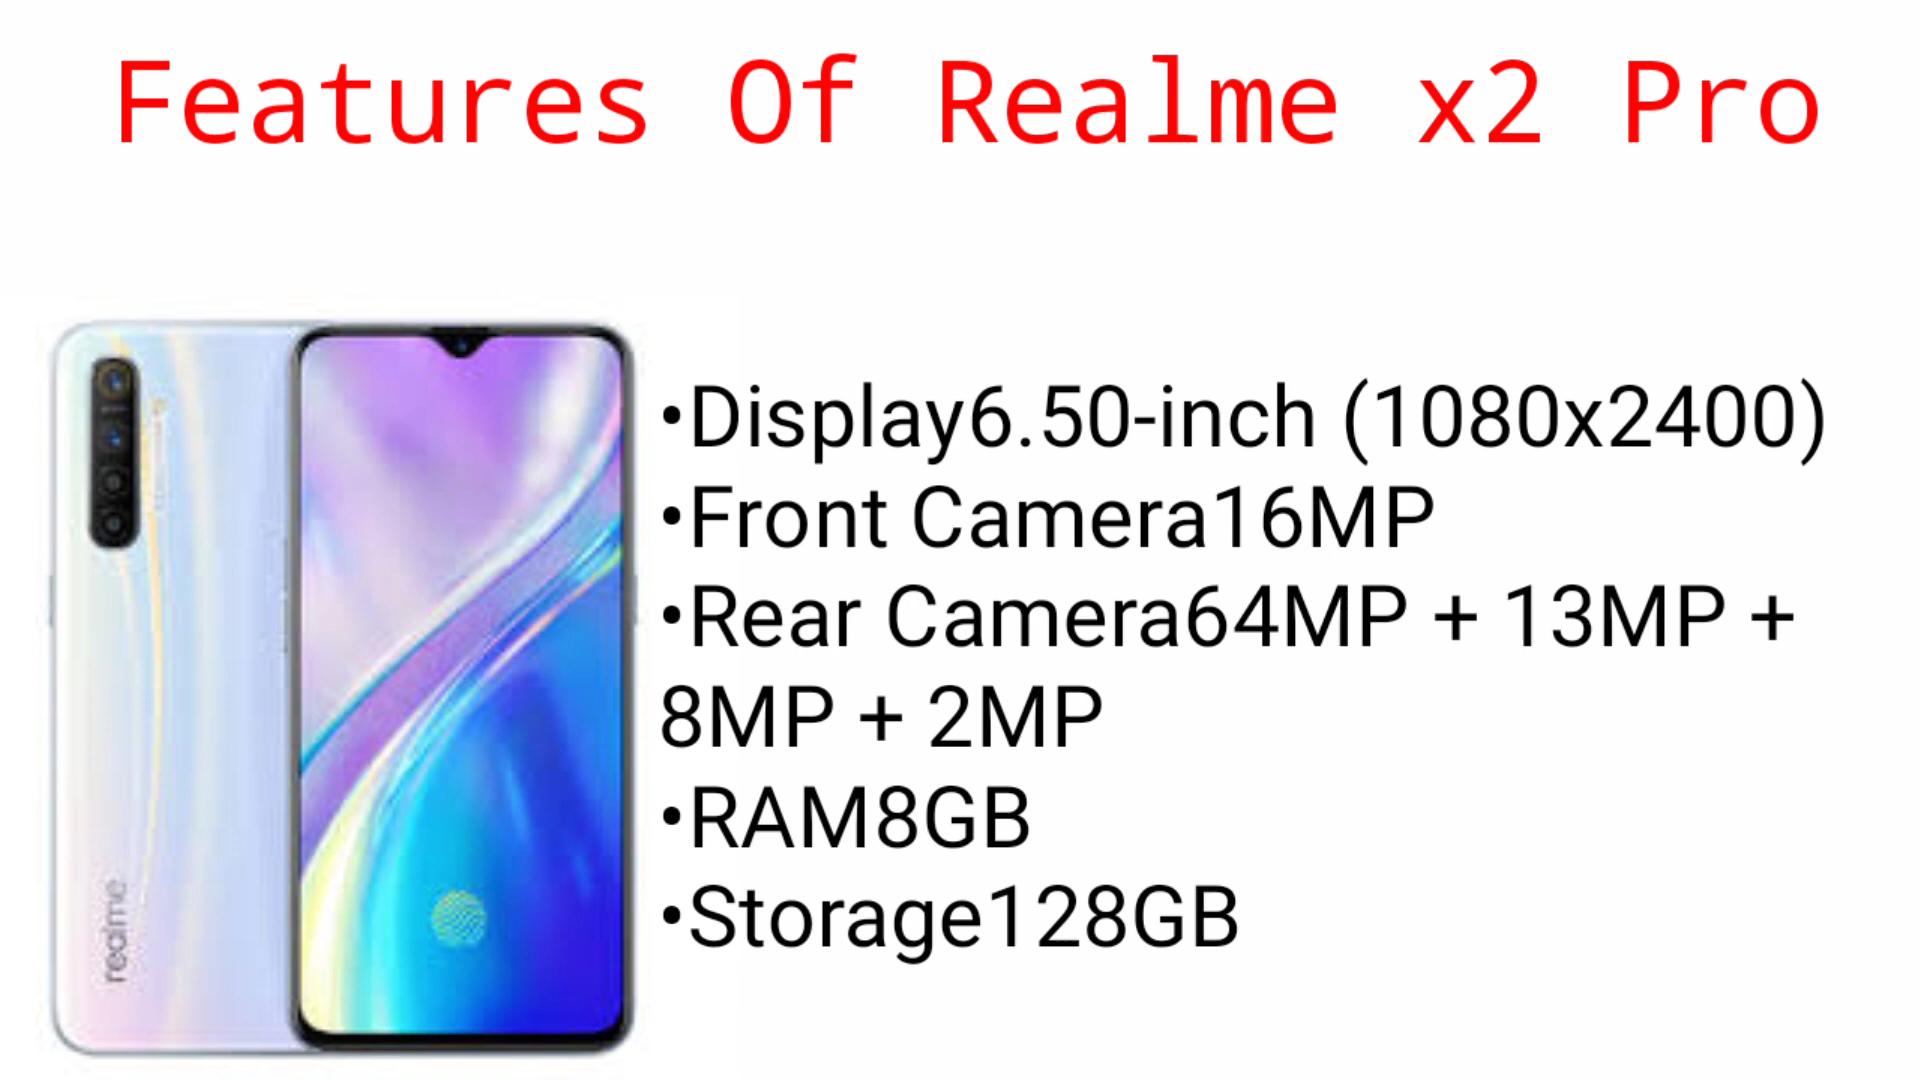 Features Of Realme x2 Pro
•Display6.50-inch (1080x2400)
•Front Camera16MP
•Rear Camera64MP + 13MP +
8MP + 2MP
•RAM8GB
•Storage128GB
realme